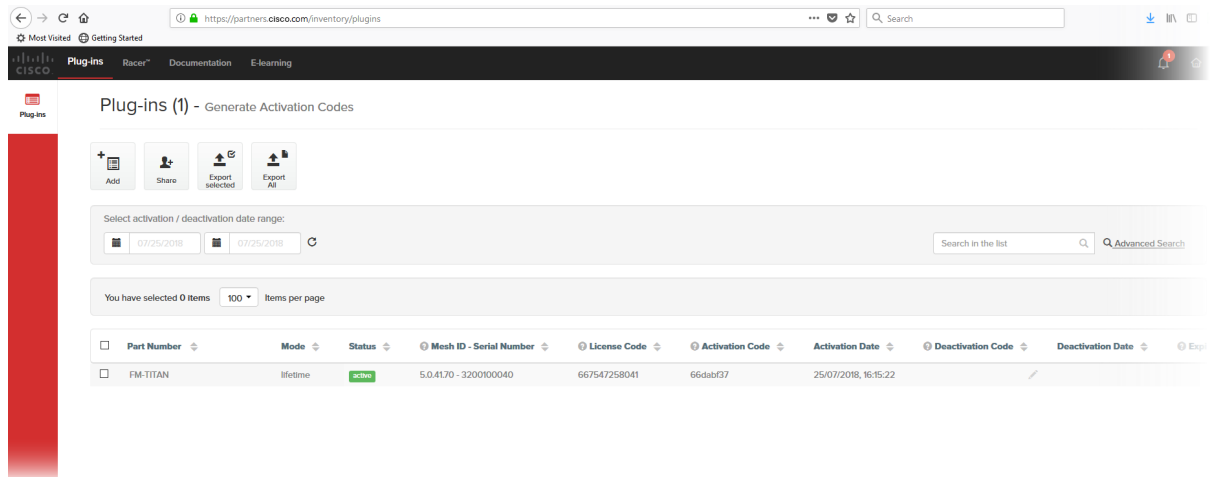 https://partners.cisco.com/inventory/plugins
Search
Most Visited Getting Started
CISCO Plug-ins Racer™ Documentation E-learning 1
Plug-ins
Plug-ins (1) - Generate Activation Codes
Add Share Export selected Export All
Select activation / deactivation date range:
07/25/2018 07/25/2018 Search in the list Advanced Search
You have selected 0 items 100 Items per page
Part Number Mode Status Mesh ID - Serial Number License Code Activation Code Activation Date Deactivation Code Deactivation Date
FM-TITAN lifetime active 5.0.41.70 - 3200100040 667547258041 66dabf37 25/07/2018, 16:15:22